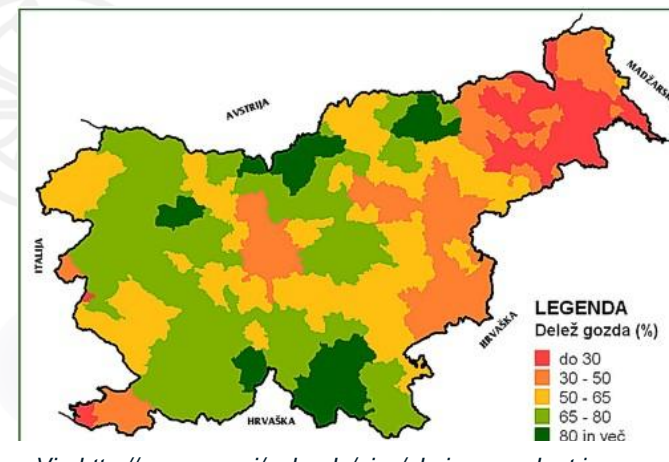 AVSTRIJA
MADŽARSKA
ITALIJA
HRVAŠKA
HRVAŠKA
LEGENDA
Delež gozda (%)
do 30
30 - 50
50 - 65
65 - 80
80 in več